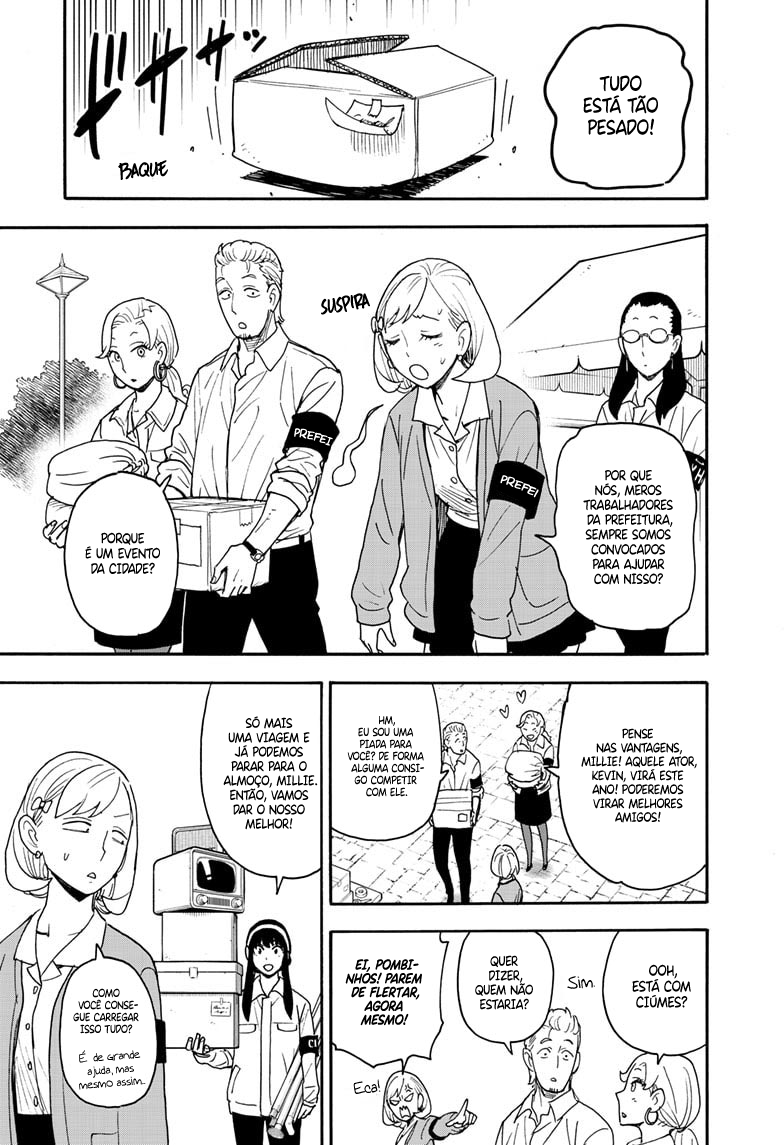 TUDO
ESTÁ TÃO
PESADO!
ドサドサッ
BAQUE
SUSPIRA
POR QUE
NÓS, MEROS
TRABALHADORES
DA PREFEITURA,
SEMPRE SOMOS
CONVOCADOS
PARA AJUDAR
COM NISSO?
PREFEI
PREFEI
PORQUE
É UM EVENTO
DA CIDADE?
PENSE
NAS VANTAGENS,
MILLIE! AQUELE ATOR,
KEVIN, VIRÁ ESTE
ANO! PODEREMOS
VIRAR MELHORES
AMIGOS!
HM,
EU SOU UMA
PIADA PARA
VOCÊ? DE FORMA
ALGUMA CONSI-
GO COMPETIR
COM ELE.
OOH,
ESTÁ COM
CIÚMES?
Sim.
QUER
DIZER,
QUEM NÃO
ESTARIA?
EI, POMBI-
NHOS! PAREM
DE FLERTAR,
AGORA
MESMO!
Eca!
SÓ MAIS
UMA VIAGEM E
JÁ PODEMOS
PARAR PARA O
ALMOÇO, MILLIE.
ENTÃO, VAMOS
DAR O NOSSO
MELHOR!
COMO
VOCÊ CONSE-
GUE CARREGAR
ISSO TUDO?
É de grande
ajuda, mas
mesmo assim...